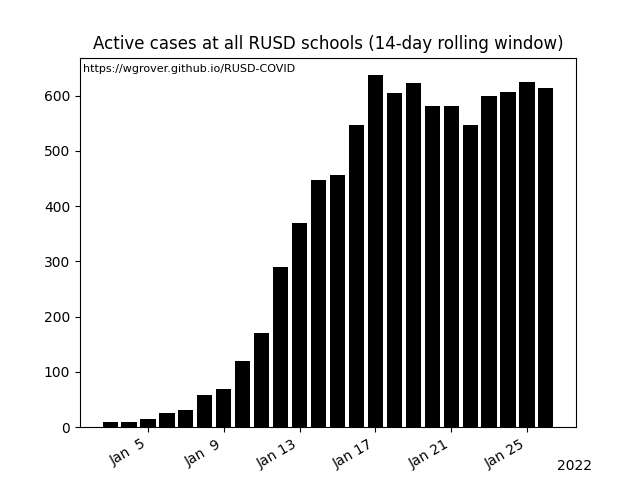 Active cases at all RUSD schools (14-day rolling window)
https://wgrover.github.io/RUSD-COVID
600
500
400
300
200
100
0
Jan 5
Jan 9
Jan 13
Jan 17
Jan 21
Jan 25
2022